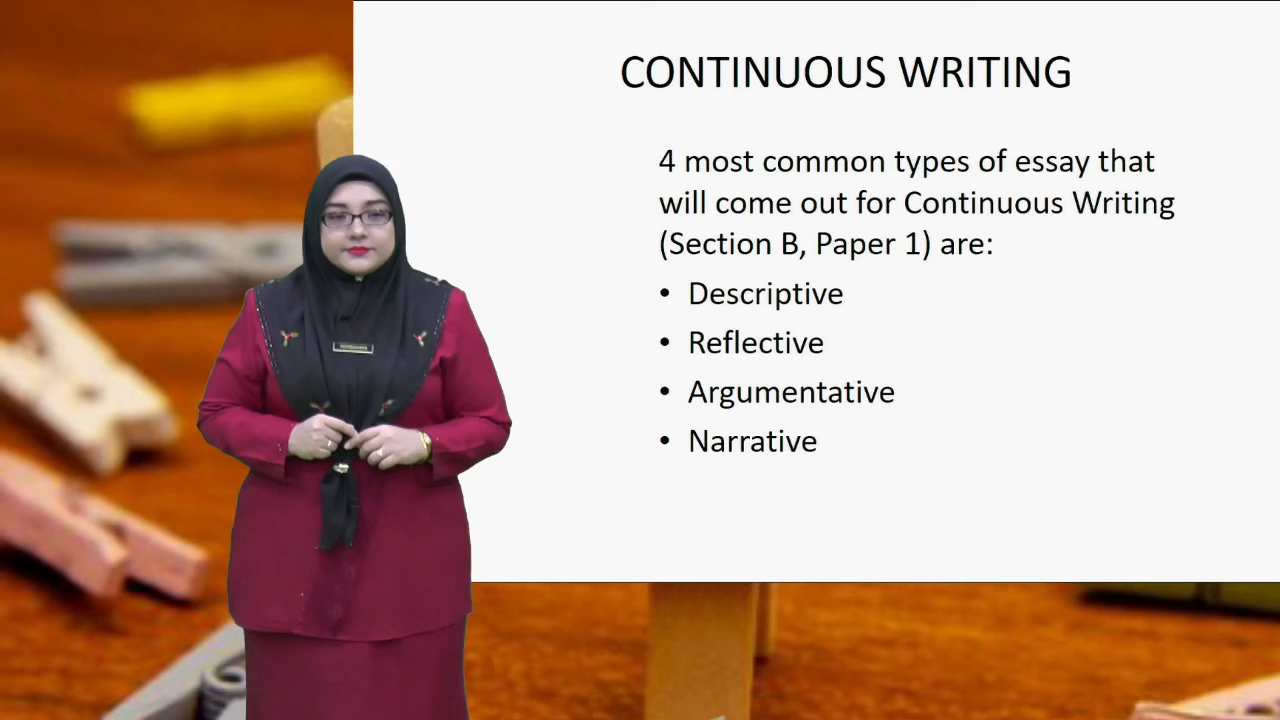 CONTINUOUS WRITING
4 most common types of essay that
will come out for Continuous Writing
(Section B, Paper 1) are:
• Descriptive
• Reflective
• Argumentative
• Narrative